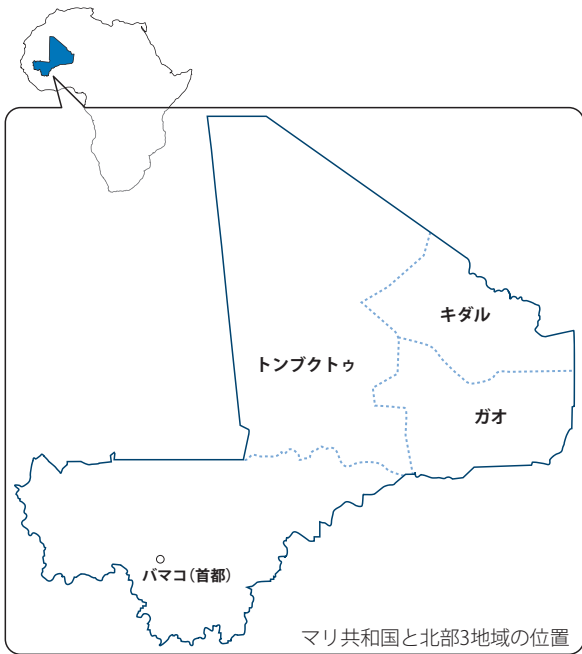 キダル
トンブクトゥ
ガオ
バマコ（首都）
マリ共和国と北部3地域の位置